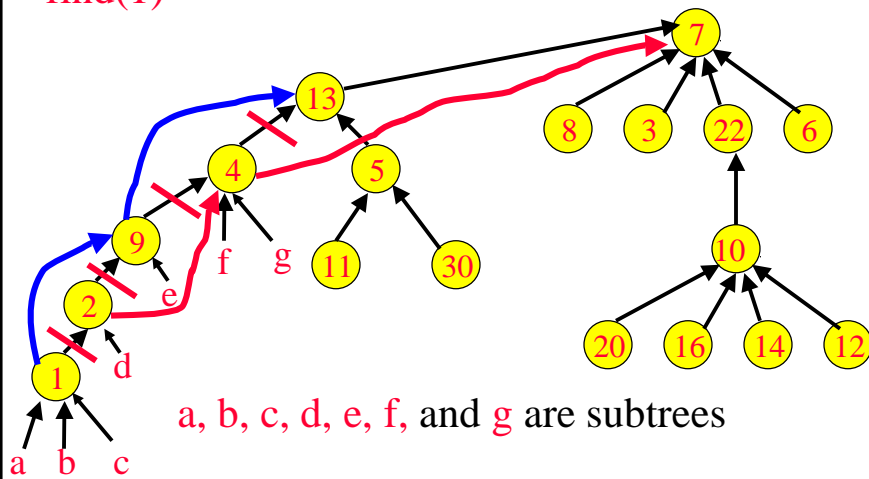 find(1)
7
13
8 3 22 6
4 5
9 10
f g 11 30
e
2
20 16 14 12
d
1
a, b, c, d, e, f, and g are subtrees
a b c